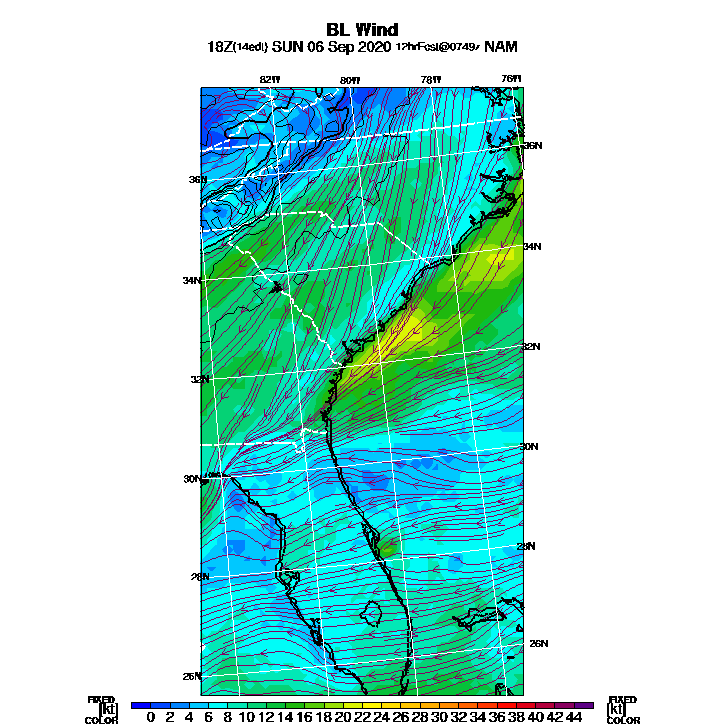 BL Wind
18Z(14edt) SUN 06 Sep 2020 12hrFcst@0749z NAM
82W 80W 78W 76W
36N
36N
34N
34N
32N
32N
30N
30N
28N
28N
26N
26N
FIXED FIXED
[kt] 0 2 4 6 8 10 12 14 16 18 20 22 24 26 28 30 32 34 36 38 40 42 44 [kt]
COLOR COLOR